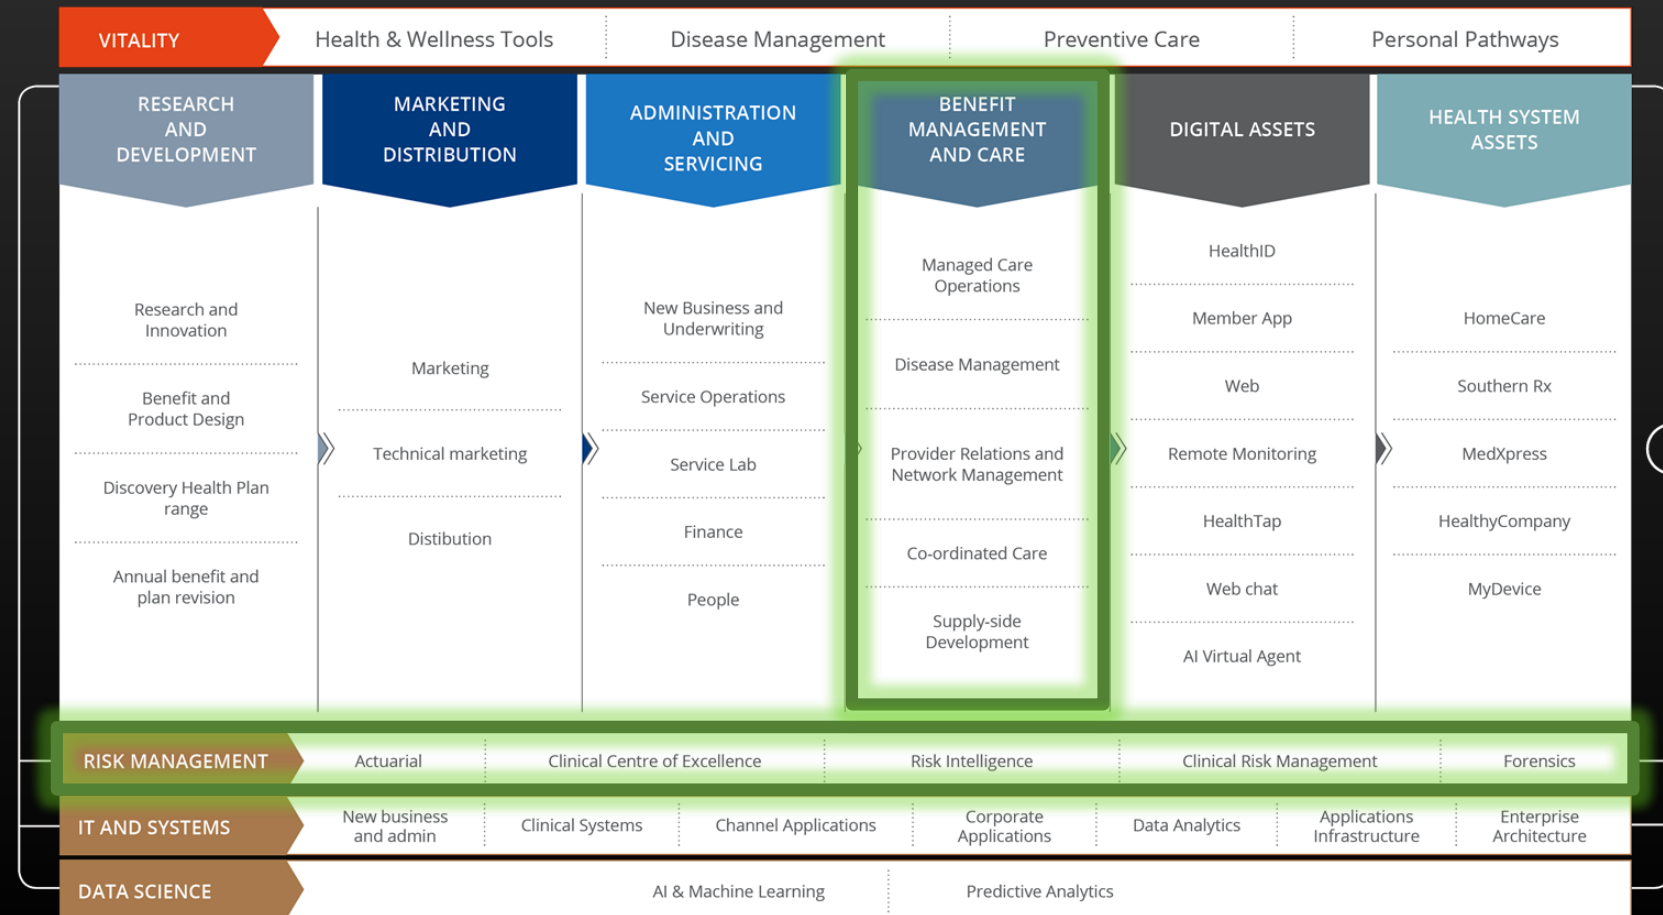 VITALITY
Health & Wellness Tools
Disease Management
Preventive Care
Personal Pathways
RESEARCH
AND
DEVELOPMENT
Research and
Innovation
Benefit and
Product Design
Discovery Health Plan
range
Annual benefit and
plan revision
MARKETING
AND
DISTRIBUTION
Marketing
Technical marketing
Distibution
ADMINISTRATION
AND
SERVICING
New Business and
Underwriting
Service Operations
Service Lab
Finance
People
BENEFIT
MANAGEMENT
AND CARE
Managed Care
Operations
Disease Management
Provider Relations and
Network Management
Co-ordinated Care
Supply-side
Development
DIGITAL ASSETS
HealthID
Member App
Web
Remote Monitoring
HealthTap
Web chat
AI Virtual Agent
HEALTH SYSTEM
ASSETS
HomeCare
Southern Rx
MedXpress
HealthyCompany
MyDevice
RISK MANAGEMENT
Actuarial
Clinical Centre of Excellence
Risk Intelligence
Clinical Risk Management
Forensics
IT AND SYSTEMS
New business
and admin
Clinical Systems
Channel Applications
Corporate
Applications
Data Analytics
Applications
Infrastructure
Enterprise
Architecture
DATA SCIENCE
AI & Machine Learning
Predictive Analytics